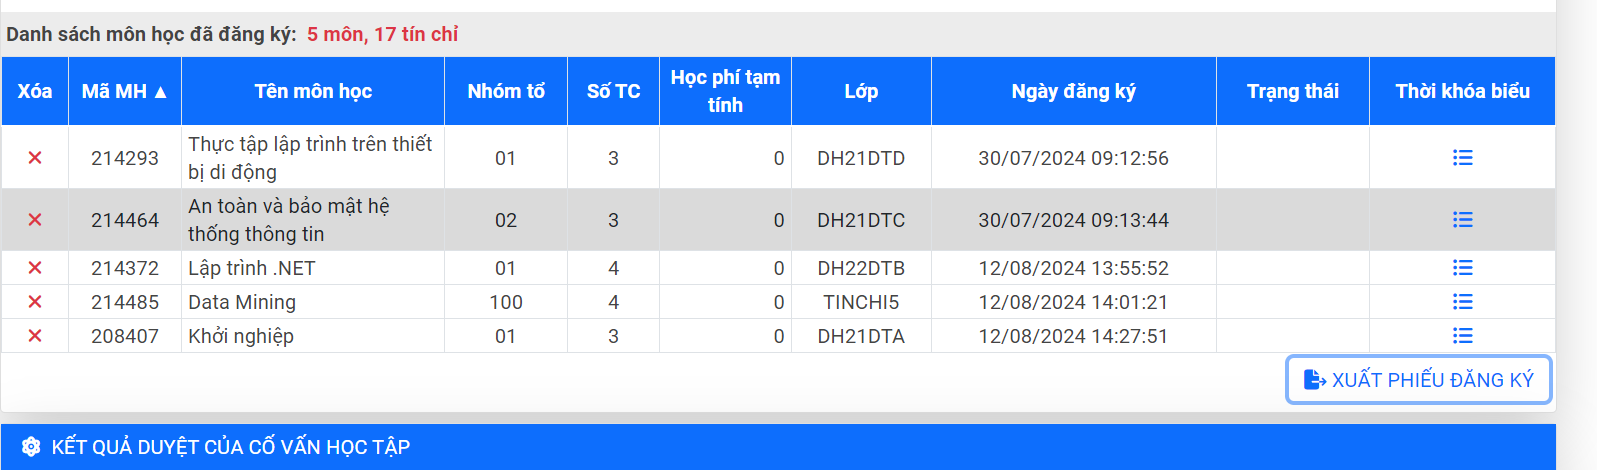 Danh sách môn học đã đăng ký: 5 môn, 17 tín chỉ
Xóa Mã MH ▲ Tên môn học Nhóm tổ Số TC Học phí tạm tính Lớp Ngày đăng ký Trạng thái Thời khóa biểu
214293 Thực tập lập trình trên thiết bị di động 01 3 0 DH21DTD 30/07/2024 09:12:56
214464 An toàn và bảo mật hệ thống thông tin 02 3 0 DH21DTC 30/07/2024 09:13:44
214372 Lập trình .NET 01 4 0 DH22DTB 12/08/2024 13:55:52
214485 Data Mining 100 4 0 TINCHI5 12/08/2024 14:01:21
208407 Khởi nghiệp 01 3 0 DH21DTA 12/08/2024 14:27:51
XUẤT PHIẾU ĐĂNG KÝ
KẾT QUẢ DUYỆT CỦA CỐ VẤN HỌC TẬP